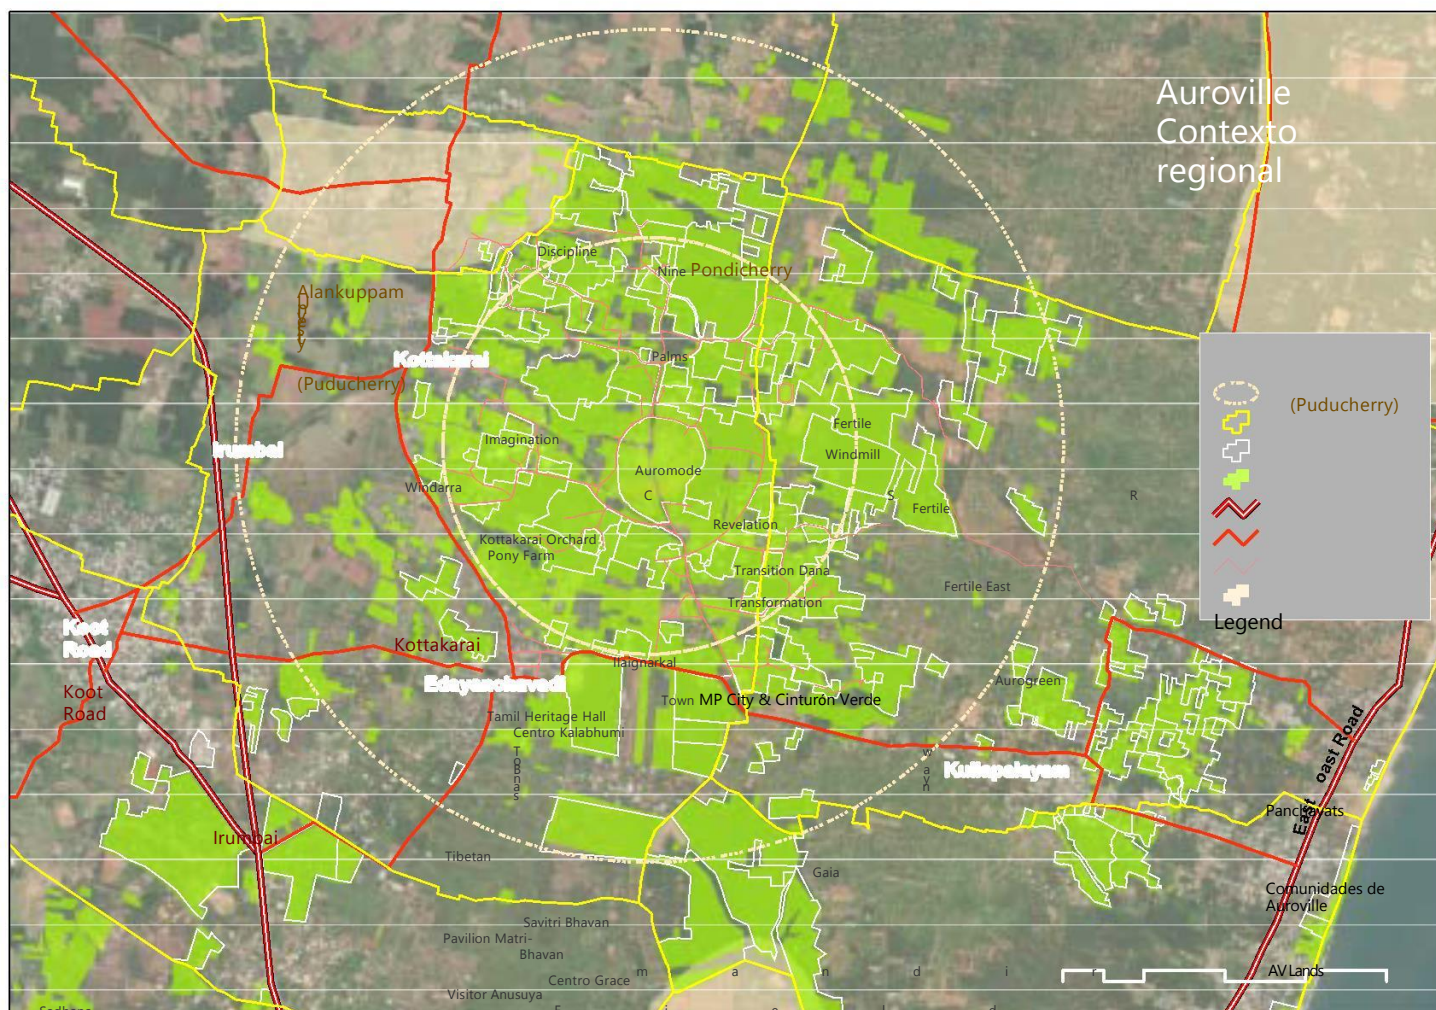 Auroville
Contexto
regional
Discipline
Nine Pondicherry
Alankuppam
Kottakarai
Palms
(Puducherry)
(Puducherry)
Fertile
Imagination
Irumbai
Windmill
Auromode
Windarra
C
S
R
Fertile
Revelation
Kottakarai Orchard
Pony Farm
Transition Dana
Fertile East
Transformation
Legend
Koot
Road
Kottakarai
Ilaignarkal
Edayanchavadi
Aurogreen
Koot
Road
Town MP City & Cinturón Verde
Tamil Heritage Hall
Centro Kalabhumi
East oast Road
Kuilapalayam
Panchayats
Irumbai
Tibetan
Gaia
Comunidades de
Auroville
Savitri Bhavan
Pavilion Matri-
Bhavan
m a n d i r
AV Lands
Centro Grace
Visitor Anusuya